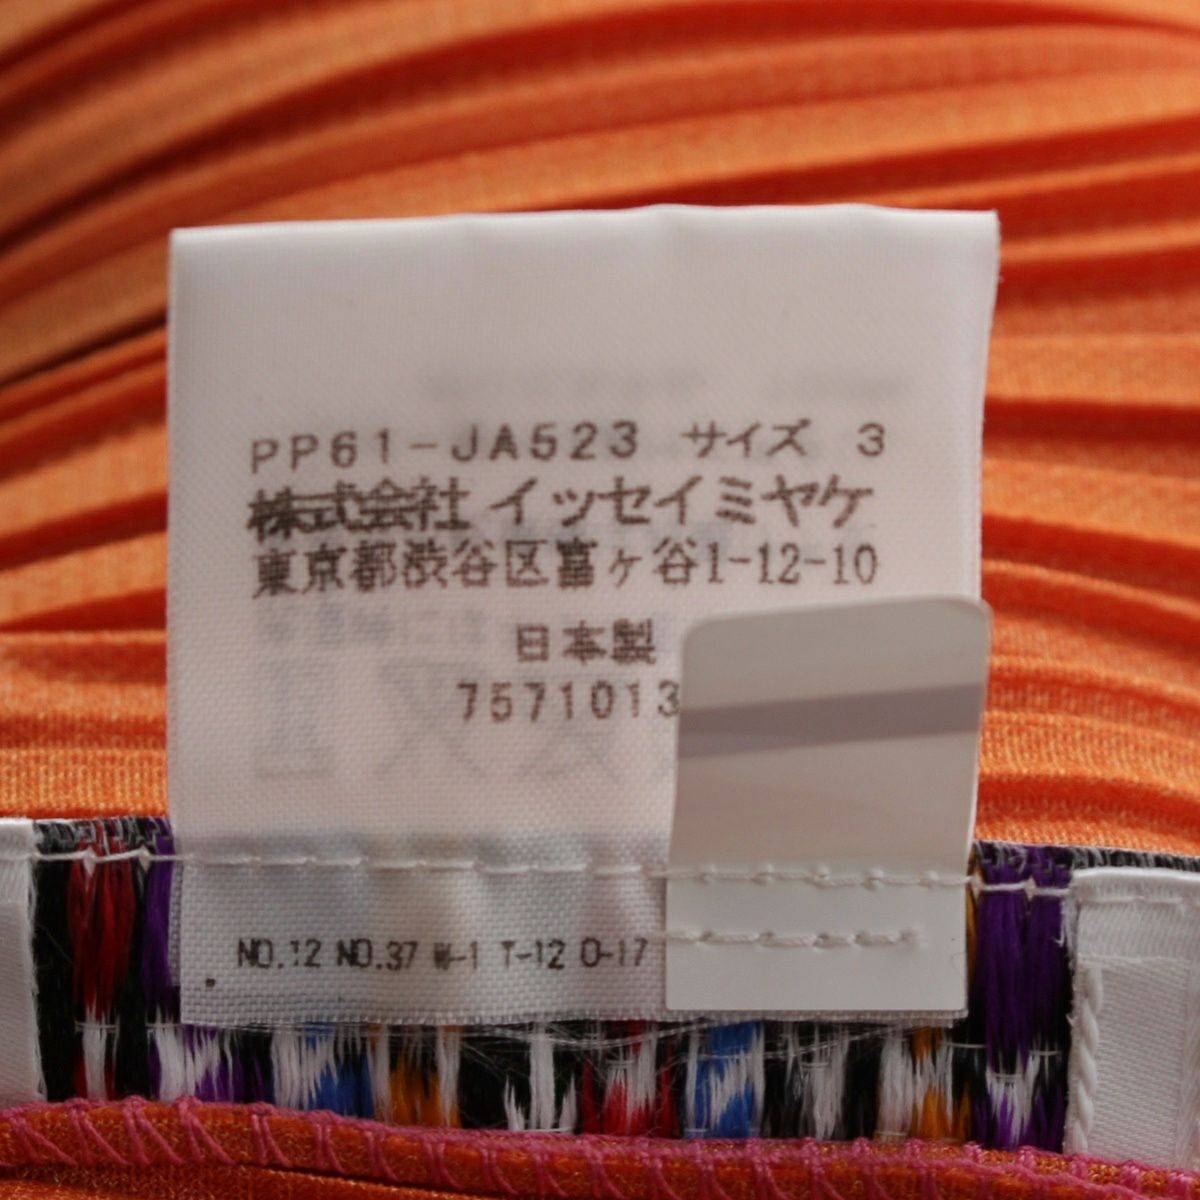 PP61-JA523 サイズ 3
株式会社イッセイミヤケ
東京都渋谷区富ヶ谷1-12-10
日本製
7571013
NO.12 NO.37 W-1 T-12 O-17